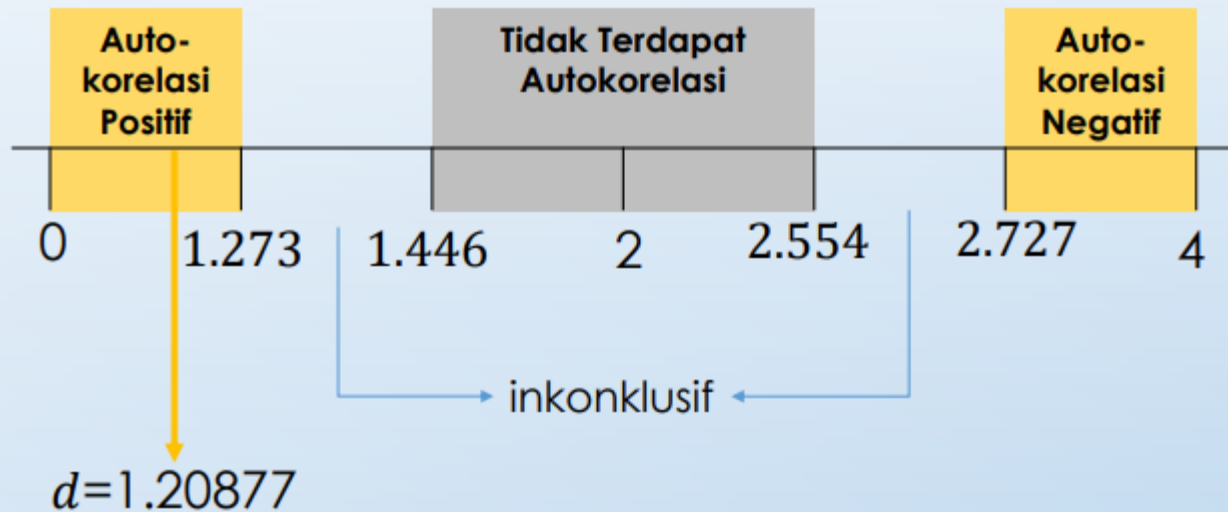 Auto-
korelasi
Positif
Tidak Terdapat
Autokorelasi
Auto-
korelasi
Negatif
0 1.273 1.446 2 2.554 2.727 4
inkonklusif
d=1.20877